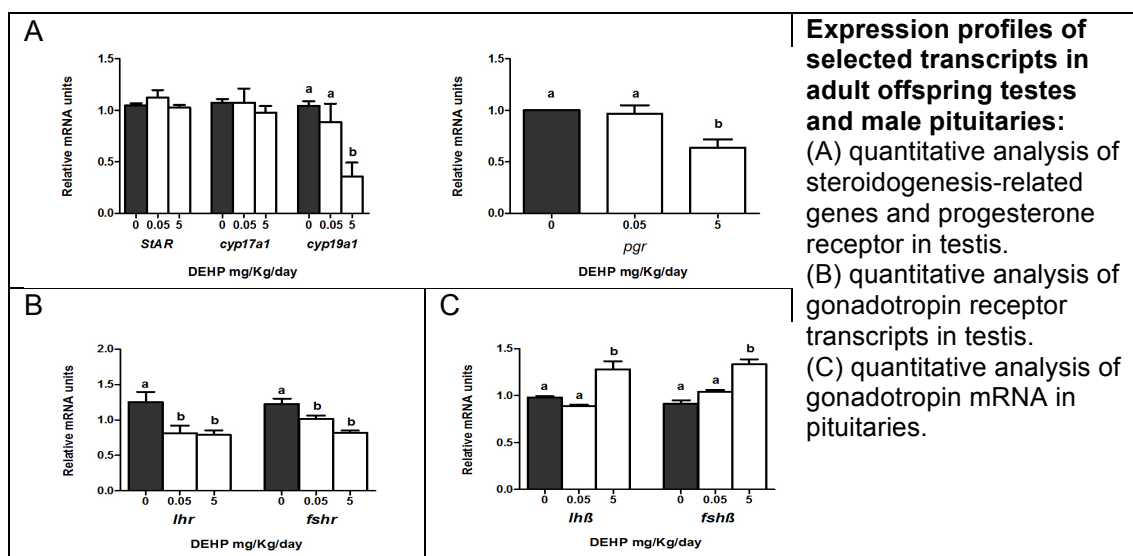 A
Relative mRNA units
1.5
1.0
0.5
0.0
a a
b
0 0.05 5 0 0.05 5 0 0.05 5
StAR cyp17a1 cyp19a1
DEHP mg/Kg/day
Relative mRNA units
1.5
1.0
0.5
0.0
a a
b
0 0.05 5
pgr
DEHP mg/Kg/day
B
Relative mRNA units
2.0
1.5
1.0
0.5
0.0
a b b a b b
0 0.05 5 0 0.05 5
lhr fshr
DEHP mg/Kg/day
C
Relative mRNA units
1.5
1.0
0.5
0.0
a a b a a b
0 0.05 5 0 0.05 5
lhß fshß
DEHP mg/Kg/day
Expression profiles of
selected transcripts in
adult offspring testes
and male pituitaries:
(A) quantitative analysis of
steroidogenesis-related
genes and progesterone
receptor in testis.
(B) quantitative analysis of
gonadotropin receptor
transcripts in testis.
(C) quantitative analysis of
gonadotropin mRNA in
pituitaries.